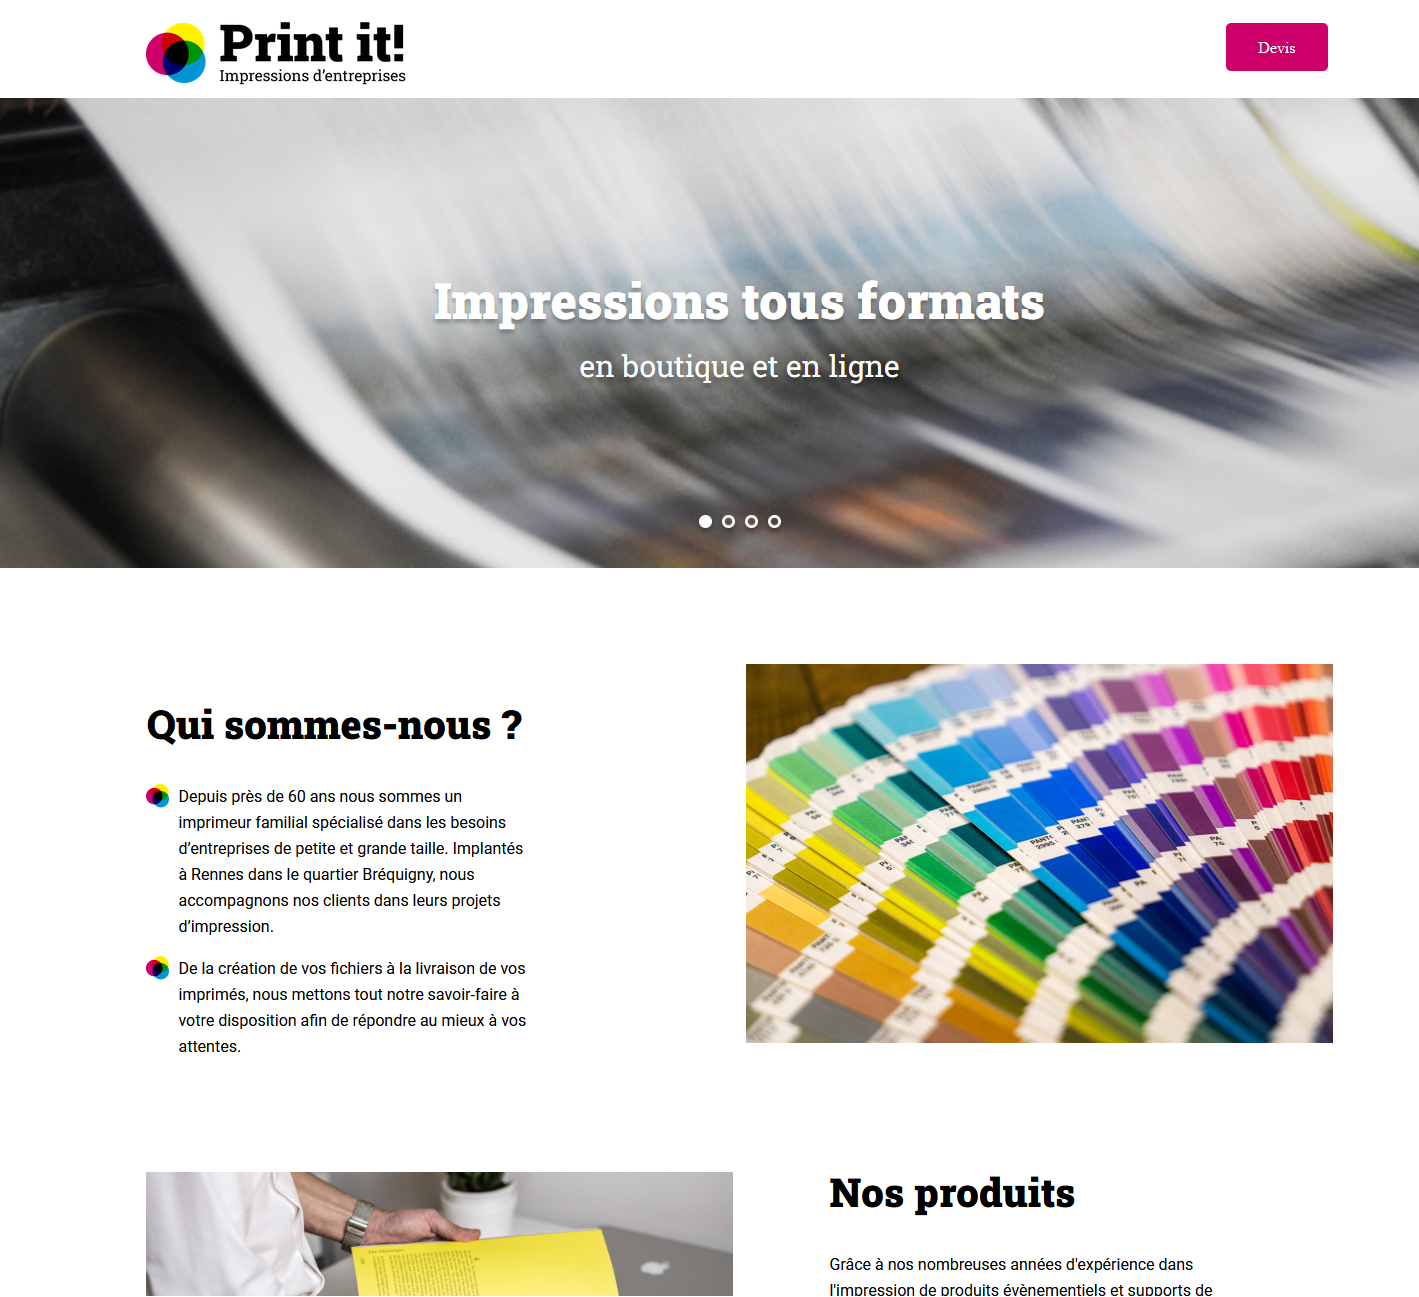 Print it!
Impressions d’entreprises
Devis
Impressions tous formats
en boutique et en ligne
Qui sommes-nous ?
Depuis près de 60 ans nous sommes un
imprimeur familial spécialisé dans les besoins
d’entreprises de petite et grande taille. Implantés
à Rennes dans le quartier Bréquigny, nous
accompagnons nos clients dans leurs projets
d’impression.
De la création de vos fichiers à la livraison de vos
imprimés, nous mettons tout notre savoir-faire à
votre disposition afin de répondre au mieux à vos
attentes.
Nos produits
Grâce à nos nombreuses années d'expérience dans
l'impression de produits évènementiels et supports de